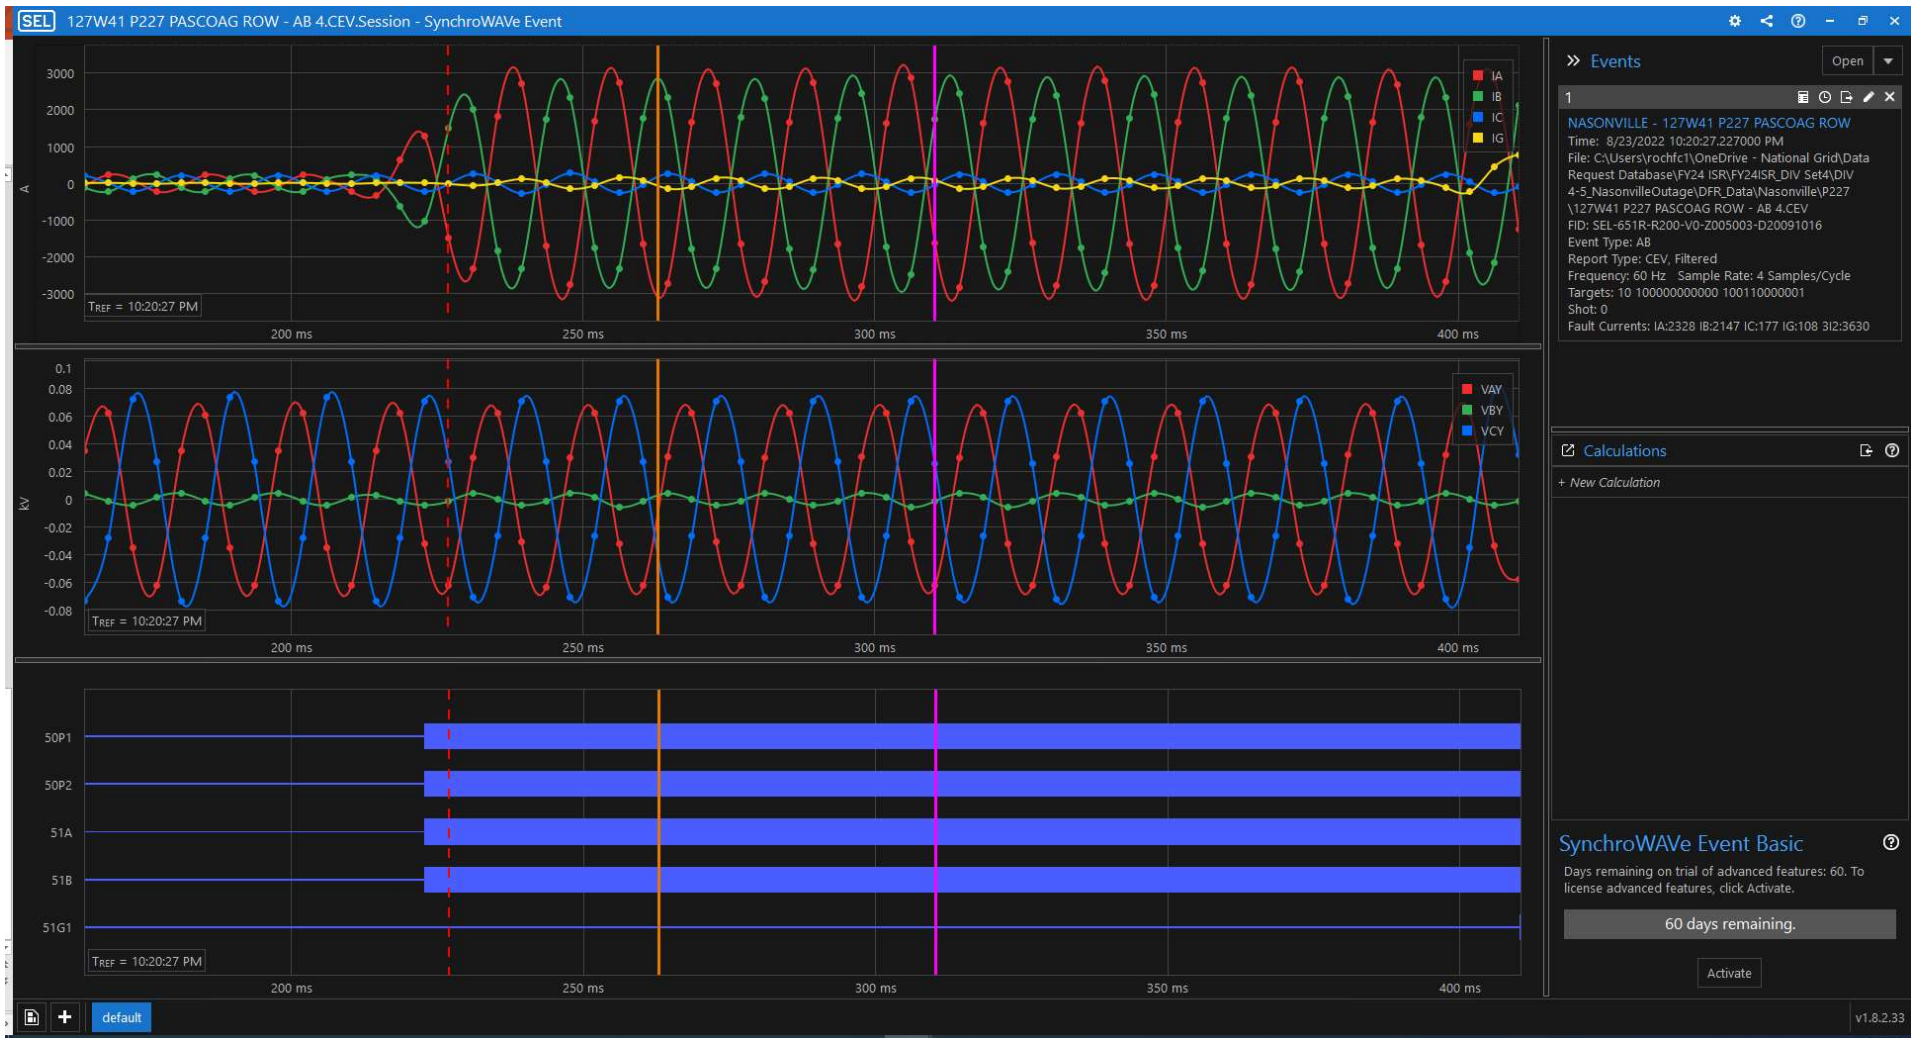 SEL 127W41 P227 PASCOAG ROW - AB 4.CEV.Session - SynchroWAVe Event
3000
2000
1000
0
-1000
-2000
-3000
A
IA
IB
IC
IG
TREF = 10:20:27 PM
200 ms
250 ms
300 ms
350 ms
400 ms
0.1
0.08
0.06
0.04
0.02
0
-0.02
-0.04
-0.06
-0.08
kV
VAY
VBY
VCY
TREF = 10:20:27 PM
200 ms
250 ms
300 ms
350 ms
400 ms
50P1
50P2
51A
51B
51G1
TREF = 10:20:27 PM
200 ms
250 ms
300 ms
350 ms
400 ms
default
Events
Open
1
NASONVILLE - 127W41 P227 PASCOAG ROW
Time: 8/23/2022 10:20:27.227000 PM
File: C:\Users\rochfc1\OneDrive - National Grid\Data
Request Database\FY24 ISR\FY24ISR_DIV Set4\DIV
4-5_NasonvilleOutage\DFR_Data\Nasonville\P227
\127W41 P227 PASCOAG ROW - AB 4.CEV
FID: SEL-651R-R200-V0-Z005003-D20091016
Event Type: AB
Report Type: CEV, Filtered
Frequency: 60 Hz Sample Rate: 4 Samples/Cycle
Targets: 10 100000000000 100110000001
Shot: 0
Fault Currents: IA:2328 IB:2147 IC:177 IG:108 3I2:3630
Calculations
+ New Calculation
SynchroWAVe Event Basic
Days remaining on trial of advanced features: 60. To
license advanced features, click Activate.
60 days remaining.
Activate
v1.8.2.33